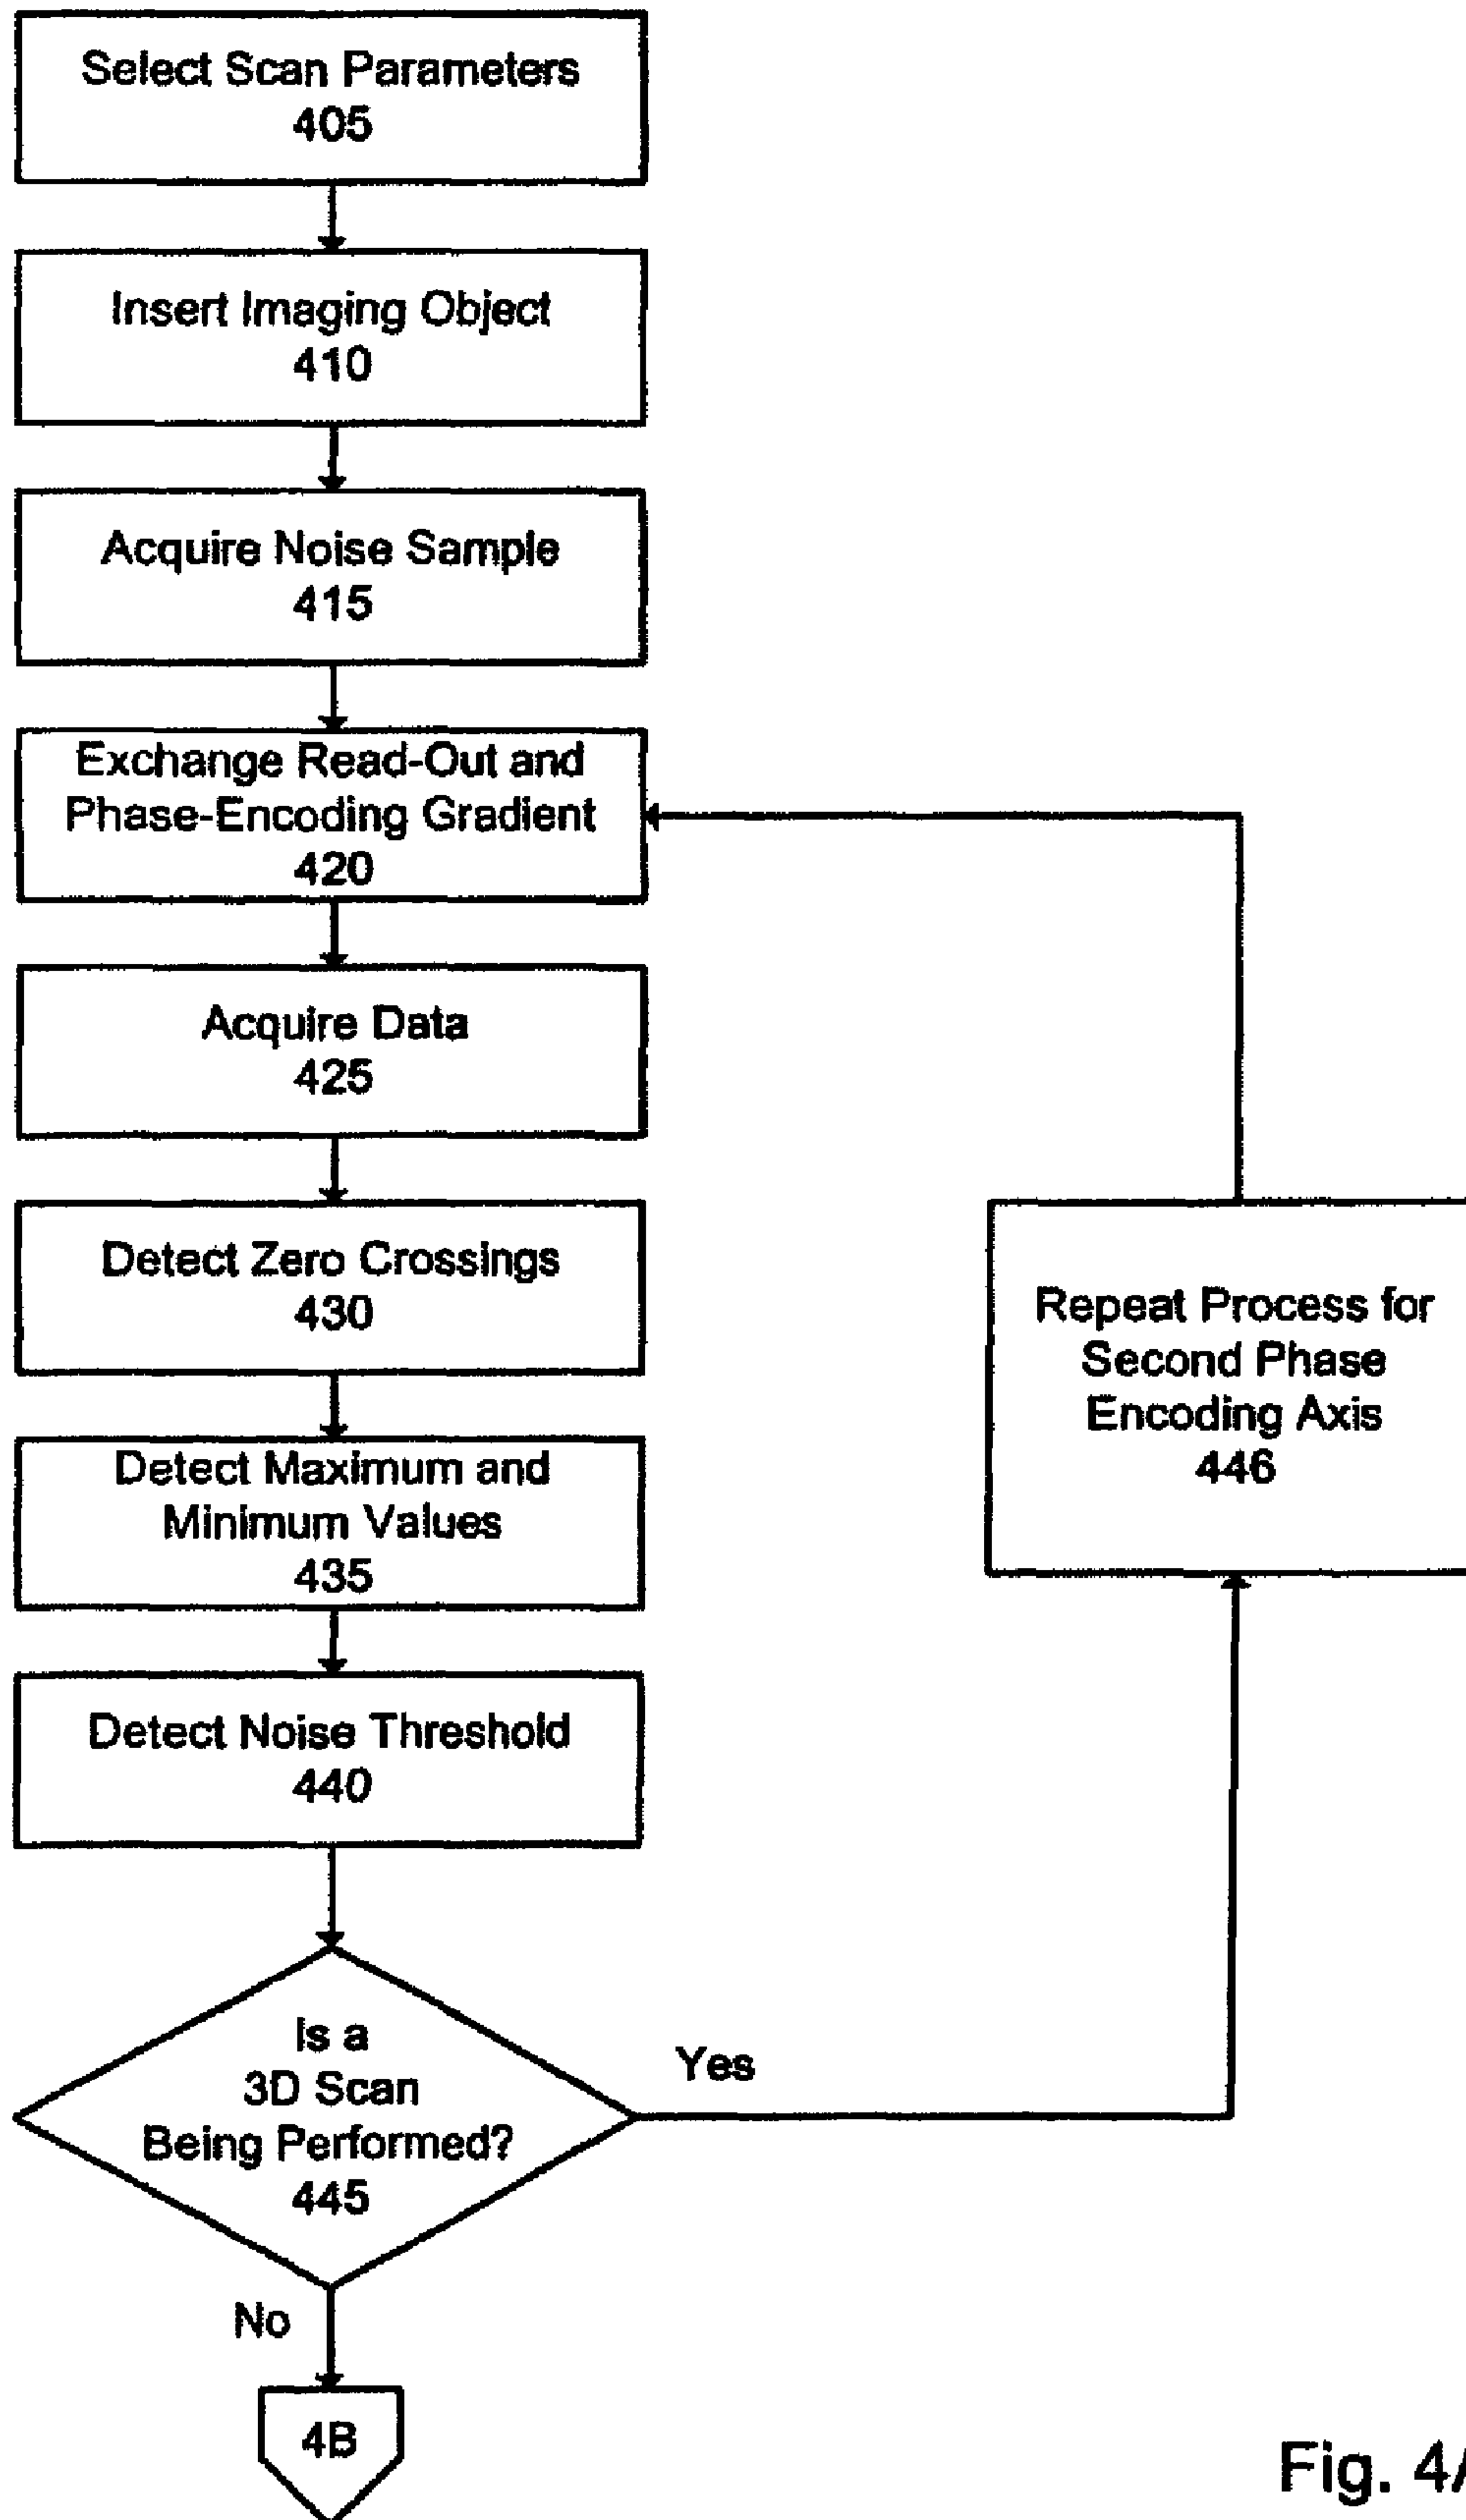 Select Scan Parameters
405
Insert Imaging Object
410
Acquire Noise Sample
415
Exchange Read-Out and
Phase-Encoding Gradient
420
Acquire Data
425
Detect Zero Crossings
430
Detect Maximum and
Minimum Values
435
Detect Noise Threshold
440
Is a
3D Scan
Being Performed?
445
Yes
Repeat Process for
Second Phase
Encoding Axis
446
No
4B
Fig. 4A